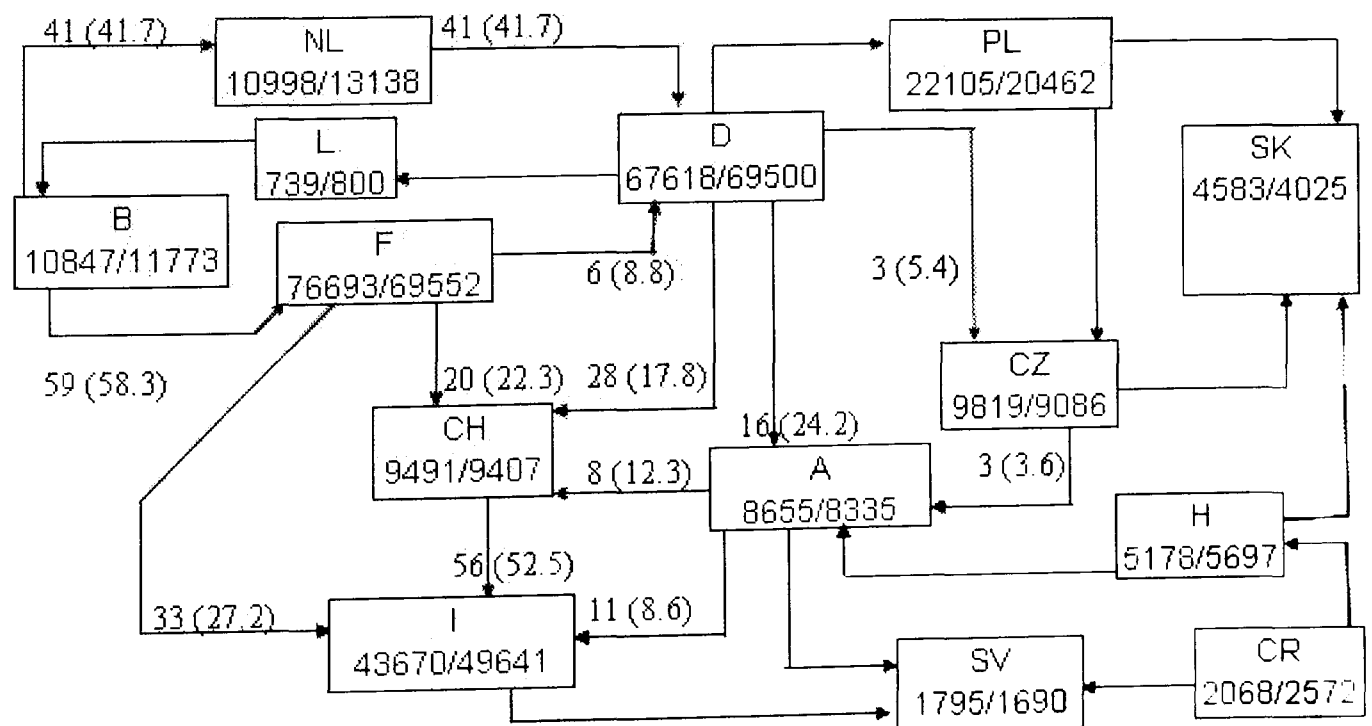 41 (41.7)
NL
10998/13138
41 (41.7)
PL
22105/20462
L
739/800
D
67618/69500
SK
4583/4025
B
10847/11773
F
76693/69552
6 (8.8)
3 (5.4)
59 (58.3)
20 (22.3)
28 (17.8)
CZ
9819/9086
CH
9491/9407
16 (24.2)
8 (12.3)
A
8655/8335
3 (3.6)
H
5178/5697
56 (52.5)
33 (27.2)
I
43670/49641
11 (8.6)
SV
1795/1690
CR
2068/2572